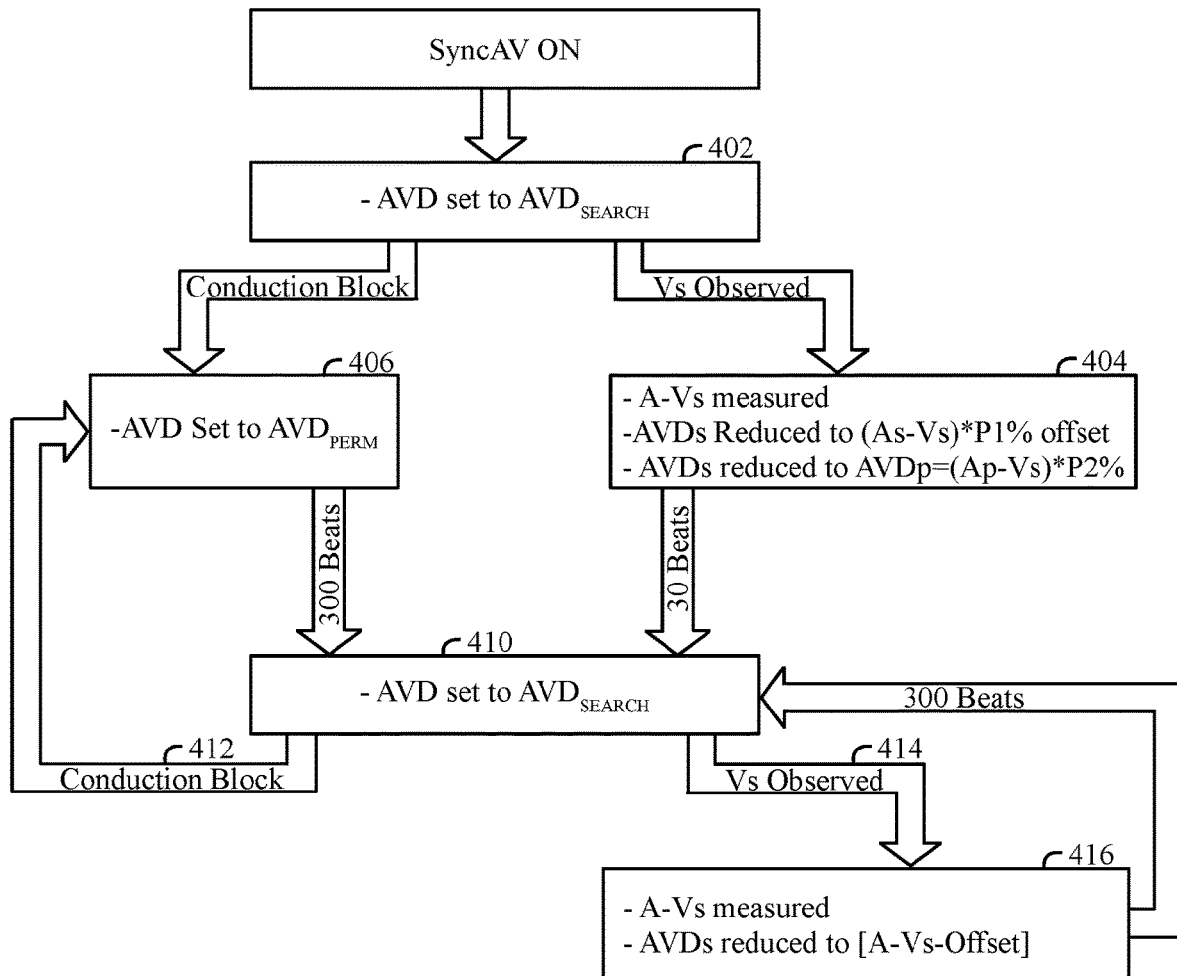 SyncAV ON
402
- AVD set to AVD_SEARCH
Conduction Block
Vs Observed
406
-AVD Set to AVD_PERM
404
- A-Vs measured
-AVDs Reduced to (As-Vs)*P1% offset
- AVDs reduced to AVDp=(Ap-Vs)*P2%
300 Beats
30 Beats
410
- AVD set to AVD_SEARCH
300 Beats
412
Conduction Block
414
Vs Observed
416
- A-Vs measured
- AVDs reduced to [A-Vs-Offset]